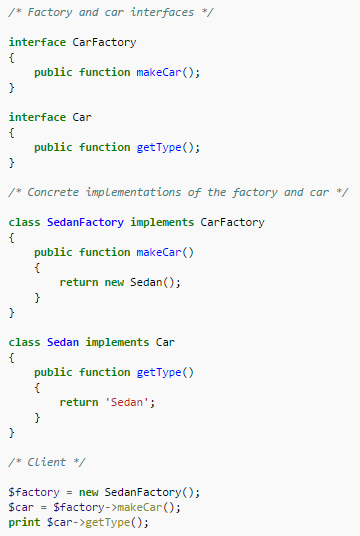 /* Factory and car interfaces */
interface CarFactory
{
    public function makeCar();
}
interface Car
{
    public function getType();
}
/* Concrete implementations of the factory and car */
class SedanFactory implements CarFactory
{
    public function makeCar()
    {
        return new Sedan();
    }
}
class Sedan implements Car
{
    public function getType()
    {
        return 'Sedan';
    }
}
/* Client */
$factory = new SedanFactory();
$car = $factory->makeCar();
print $car->getType();